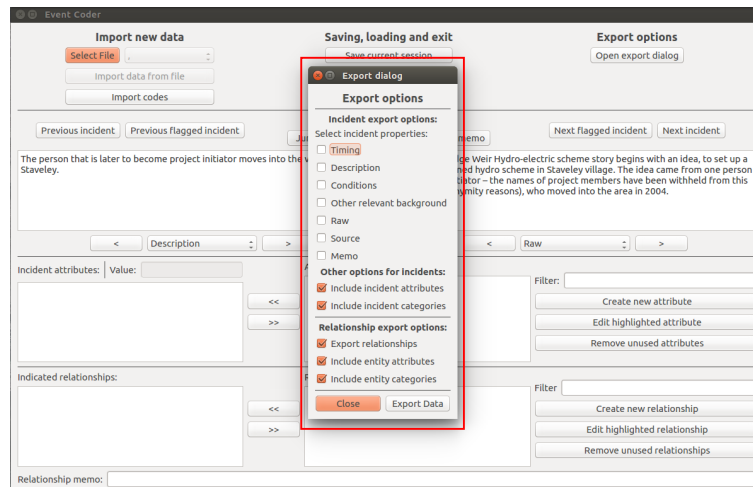 Event Coder
Import new data
Saving, loading and exit
Export options
Select File
,
Save current session
Open export dialog
Import data from file
Import codes
Previous incident
Previous flagged incident
Next flagged incident
Next incident
The person that is later to become project initiator moves into the
Staveley.
Weir Hydro-electric scheme story begins with an idea, to set up a
hydro scheme in Staveley village. The idea came from one person
– the names of project members have been withheld from this
reasons), who moved into the area in 2004.
<
Description
>
<
Raw
>
Incident attributes:
Value:
Filter:
<<
>>
Create new attribute
Edit highlighted attribute
Remove unused attributes
Indicated relationships:
Filter
<<
>>
Create new relationship
Edit highlighted relationship
Remove unused relationships
Relationship memo:
Export dialog
Export options
Incident export options:
Select incident properties:
Timing
Description
Conditions
Other relevant background
Raw
Source
Memo
Other options for incidents:
Include incident attributes
Include incident categories
Relationship export options:
Export relationships
Include entity attributes
Include entity categories
Close
Export Data